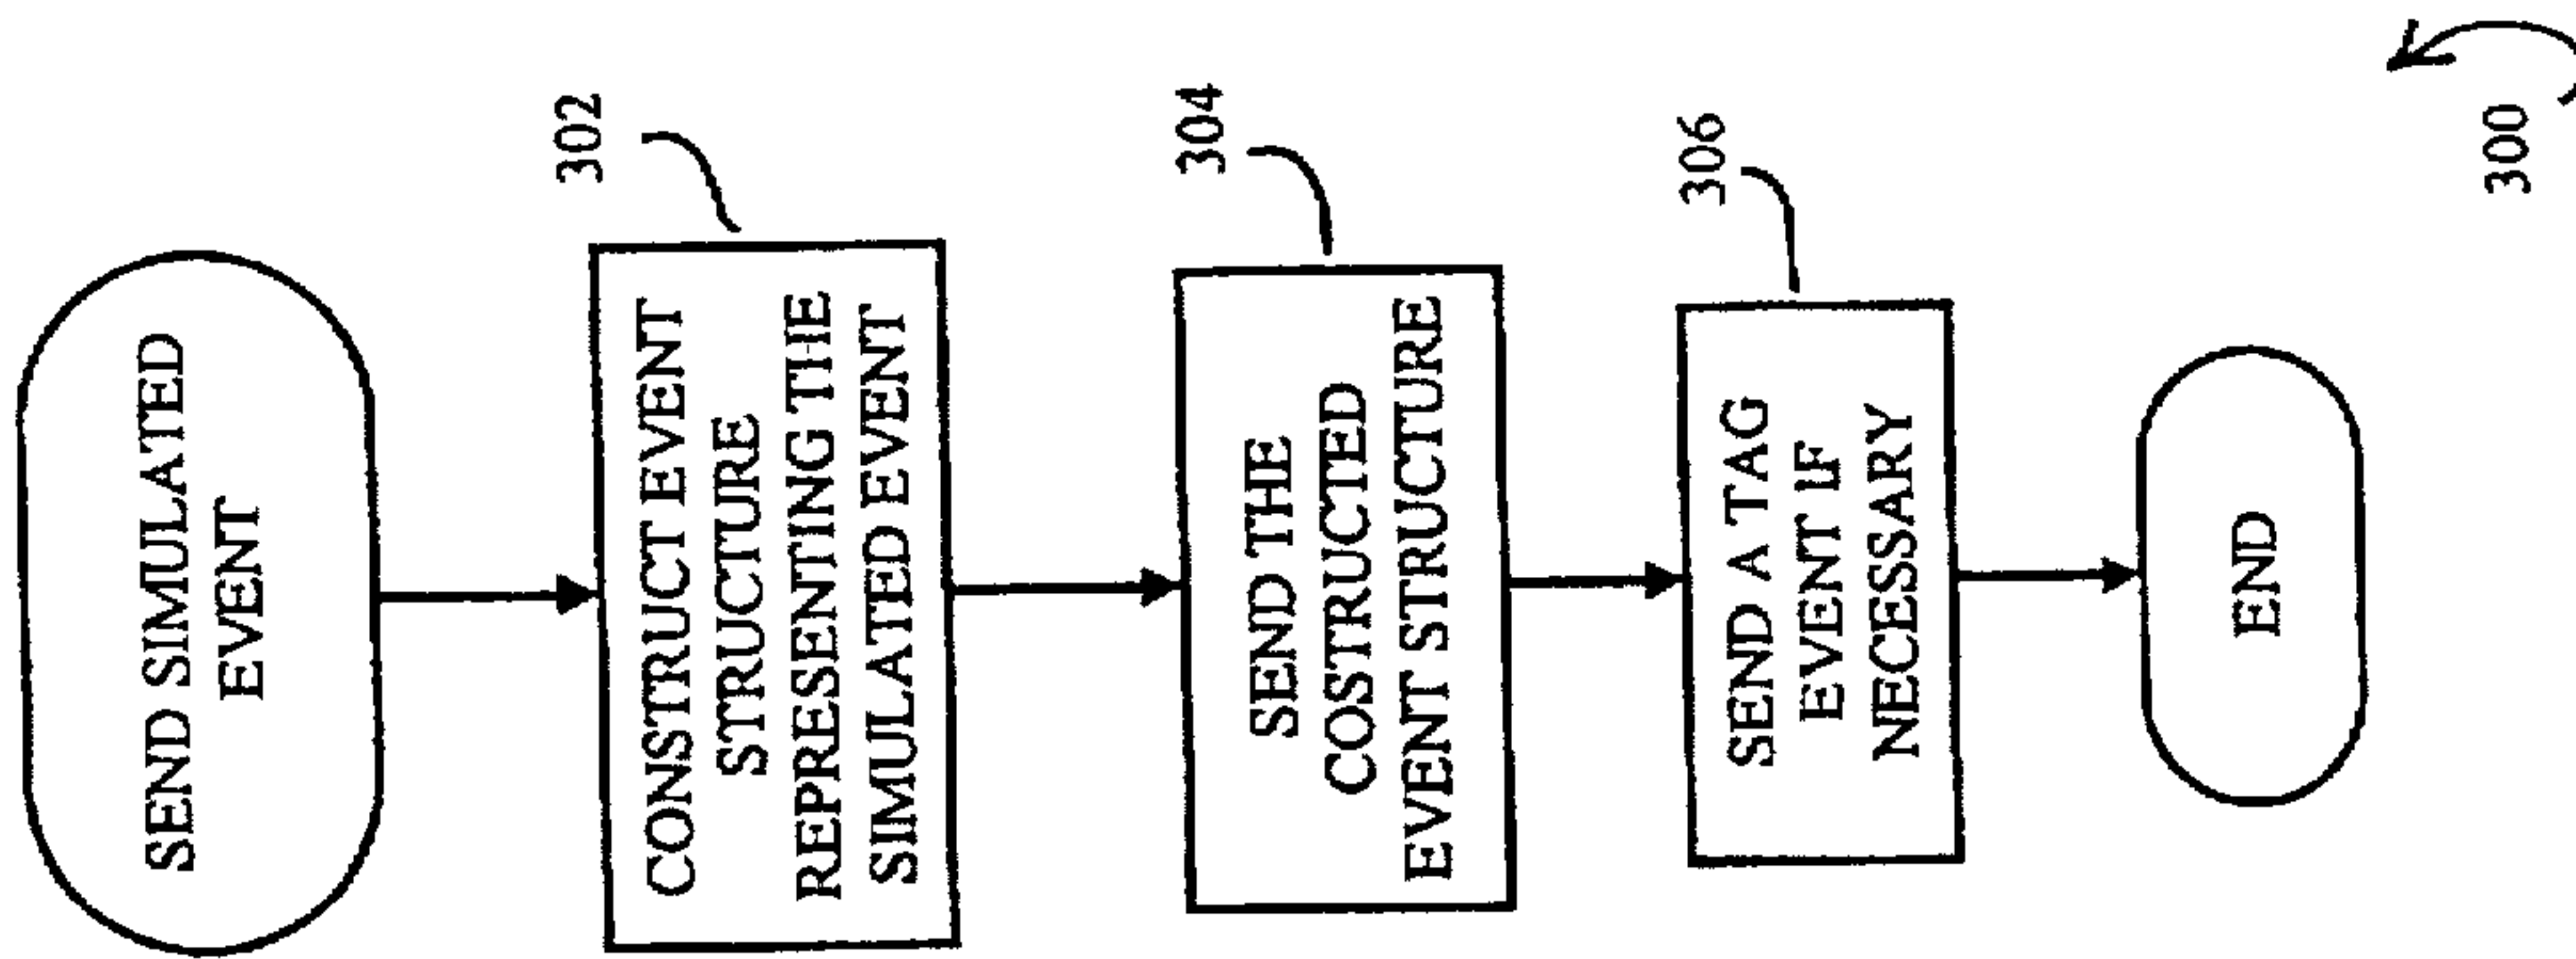 SEND SIMULATED
EVENT
302
CONSTRUCT EVENT
STRUCTURE
REPRESENTING THE
SIMULATED EVENT
304
SEND THE
COSTRUCTED
EVENT STRUCTURE
306
SEND A TAG
EVENT IF
NECESSARY
END
300